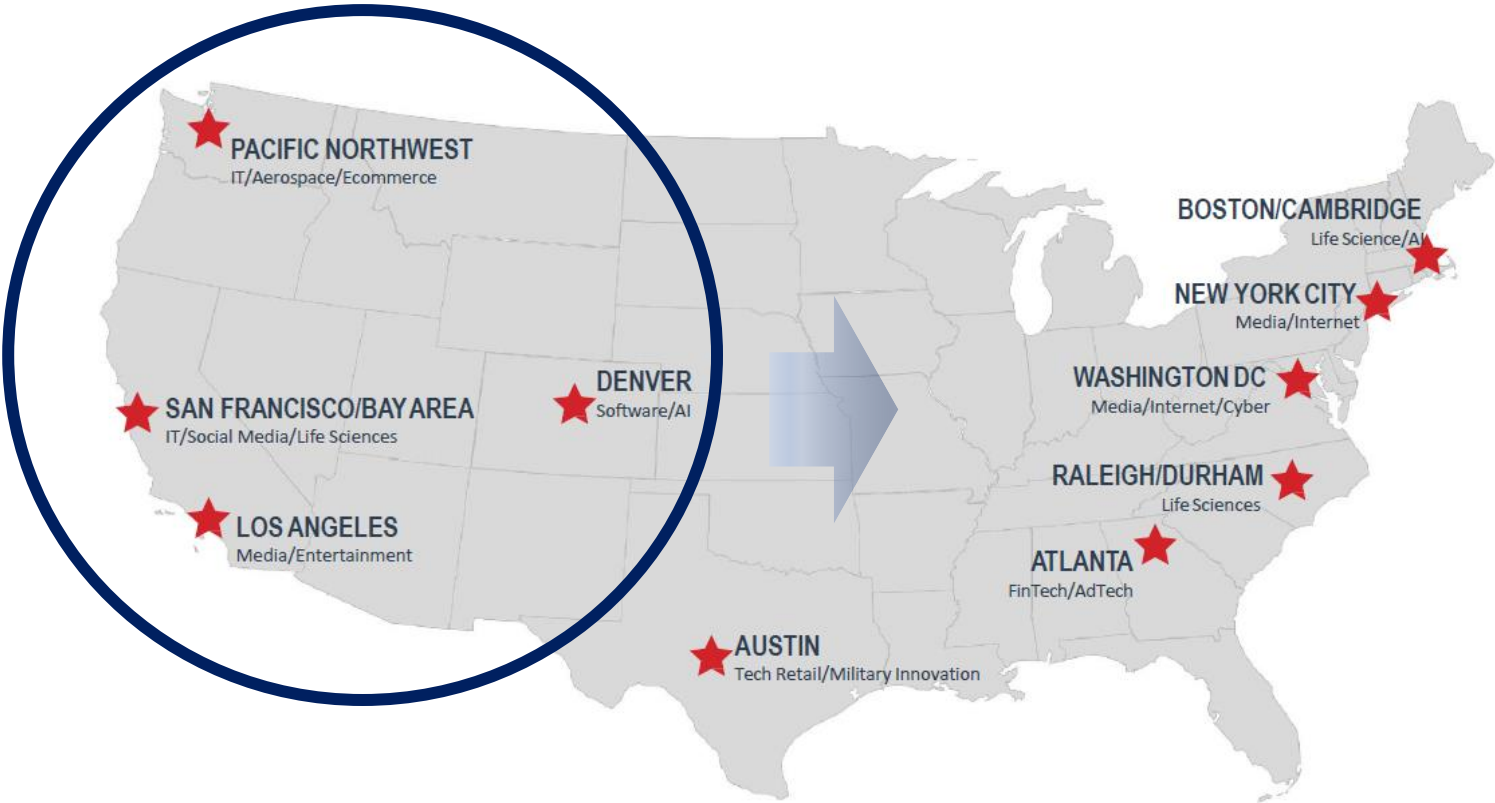 PACIFIC NORTHWEST
IT/Aerospace/Ecommerce
BOSTON/CAMBRIDGE
Life Science/AI
NEW YORK CITY
Media/Internet
WASHINGTON DC
Media/Internet/Cyber
DENVER
Software/AI
SAN FRANCISCO/BAY AREA
IT/Social Media/Life Sciences
RALEIGH/DURHAM
Life Sciences
LOS ANGELES
Media/Entertainment
ATLANTA
FinTech/AdTech
AUSTIN
Tech Retail/Military Innovation